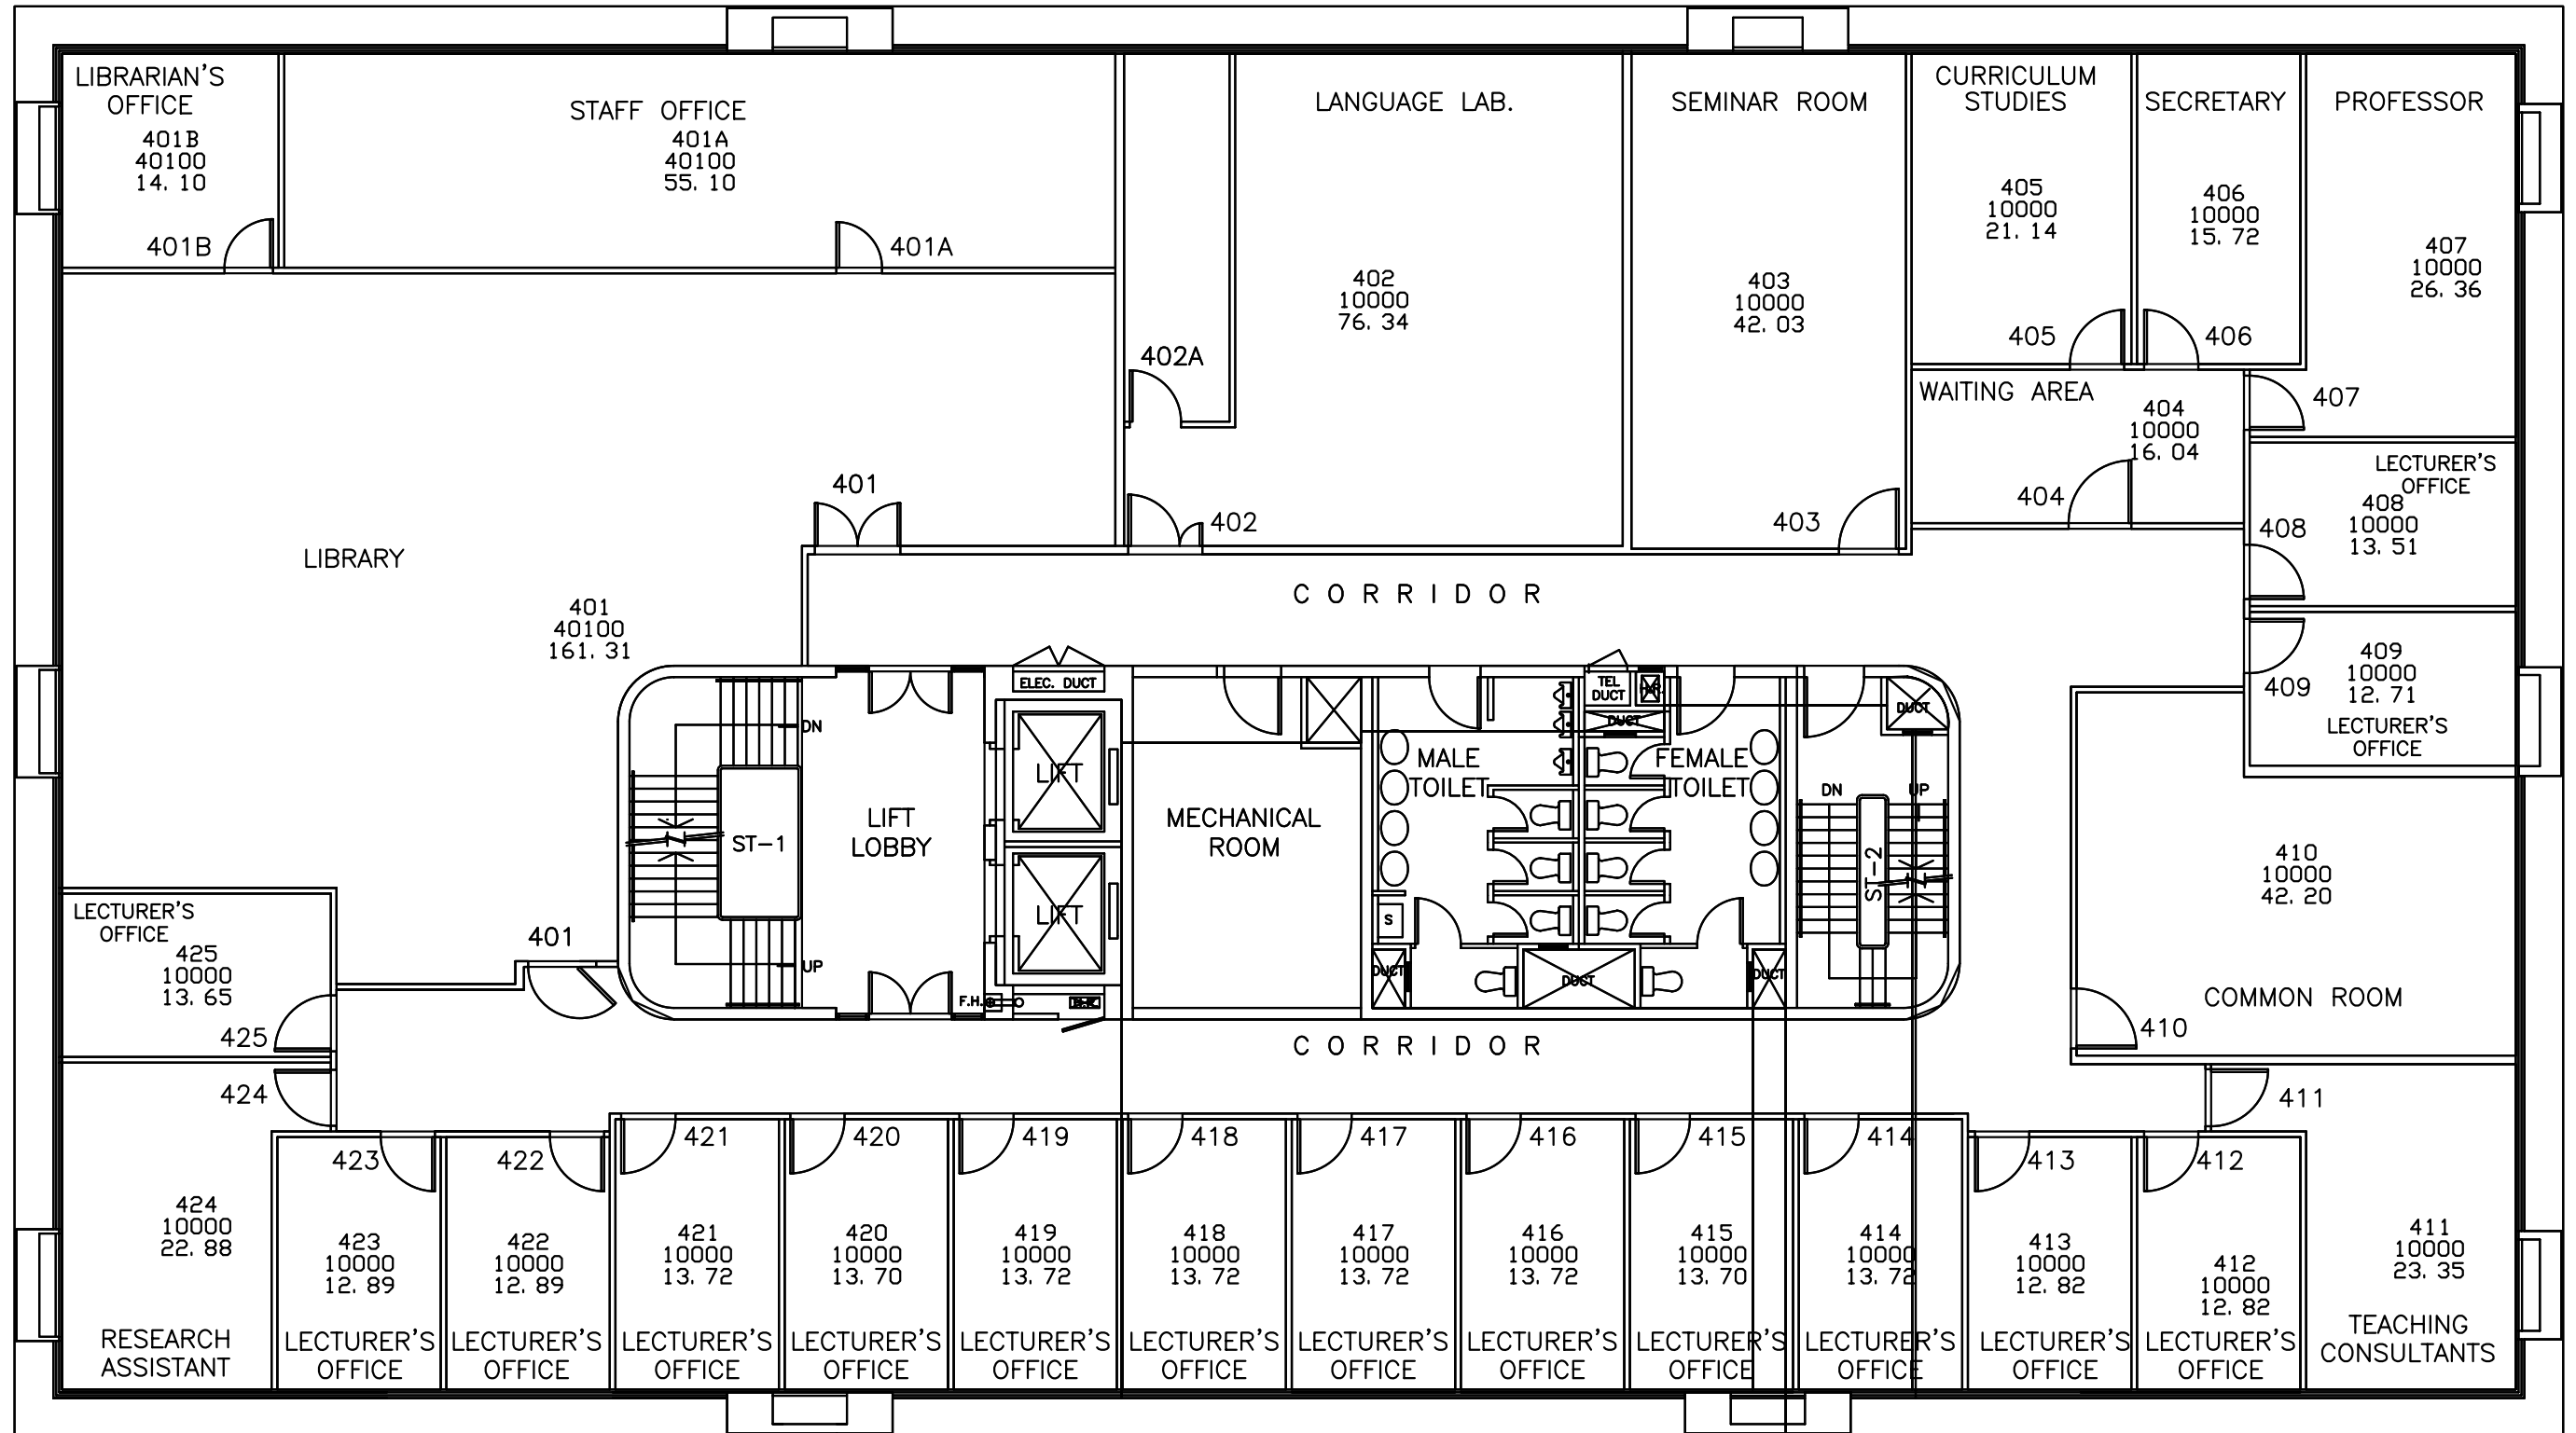 LIBRARIAN'S
OFFICE
401B
40100
14. 10
401B
STAFF OFFICE
401A
40100
55. 10
401A
LANGUAGE LAB.
402
10000
76. 34
402A
402
SEMINAR ROOM
403
10000
42. 03
403
CURRICULUM
STUDIES
405
10000
21. 14
405
SECRETARY
406
10000
15. 72
406
PROFESSOR
407
10000
26. 36
407
WAITING AREA
404
10000
16. 04
404
LECTURER'S
OFFICE
408
10000
13. 51
408
409
10000
12. 71
409
LECTURER'S
OFFICE
401
LIBRARY
401
40100
161. 31
CORRIDOR
ELEC. DUCT
DN
ST-1
UP
LIFT
LOBBY
LIFT
LIFT
F.H.
MECHANICAL
ROOM
MALE
TOILET
S
DUCT
TEL
DUCT
DUCT
FEMALE
TOILET
DUCT
DUCT
DUCT
DN
UP
ST-2
410
10000
42. 20
COMMON ROOM
410
LECTURER'S
OFFICE
425
10000
13. 65
425
401
CORRIDOR
424
424
10000
22. 88
RESEARCH
ASSISTANT
423
423
10000
12. 89
LECTURER'S
OFFICE
422
422
10000
12. 89
LECTURER'S
OFFICE
421
421
10000
13. 72
LECTURER'S
OFFICE
420
420
10000
13. 70
LECTURER'S
OFFICE
419
419
10000
13. 72
LECTURER'S
OFFICE
418
418
10000
13. 72
LECTURER'S
OFFICE
417
417
10000
13. 72
LECTURER'S
OFFICE
416
416
10000
13. 72
LECTURER'S
OFFICE
415
415
10000
13. 70
LECTURER'S
OFFICE
414
414
10000
13. 72
LECTURER'S
OFFICE
413
413
10000
12. 82
LECTURER'S
OFFICE
412
412
10000
12. 82
LECTURER'S
OFFICE
411
411
10000
23. 35
TEACHING
CONSULTANTS